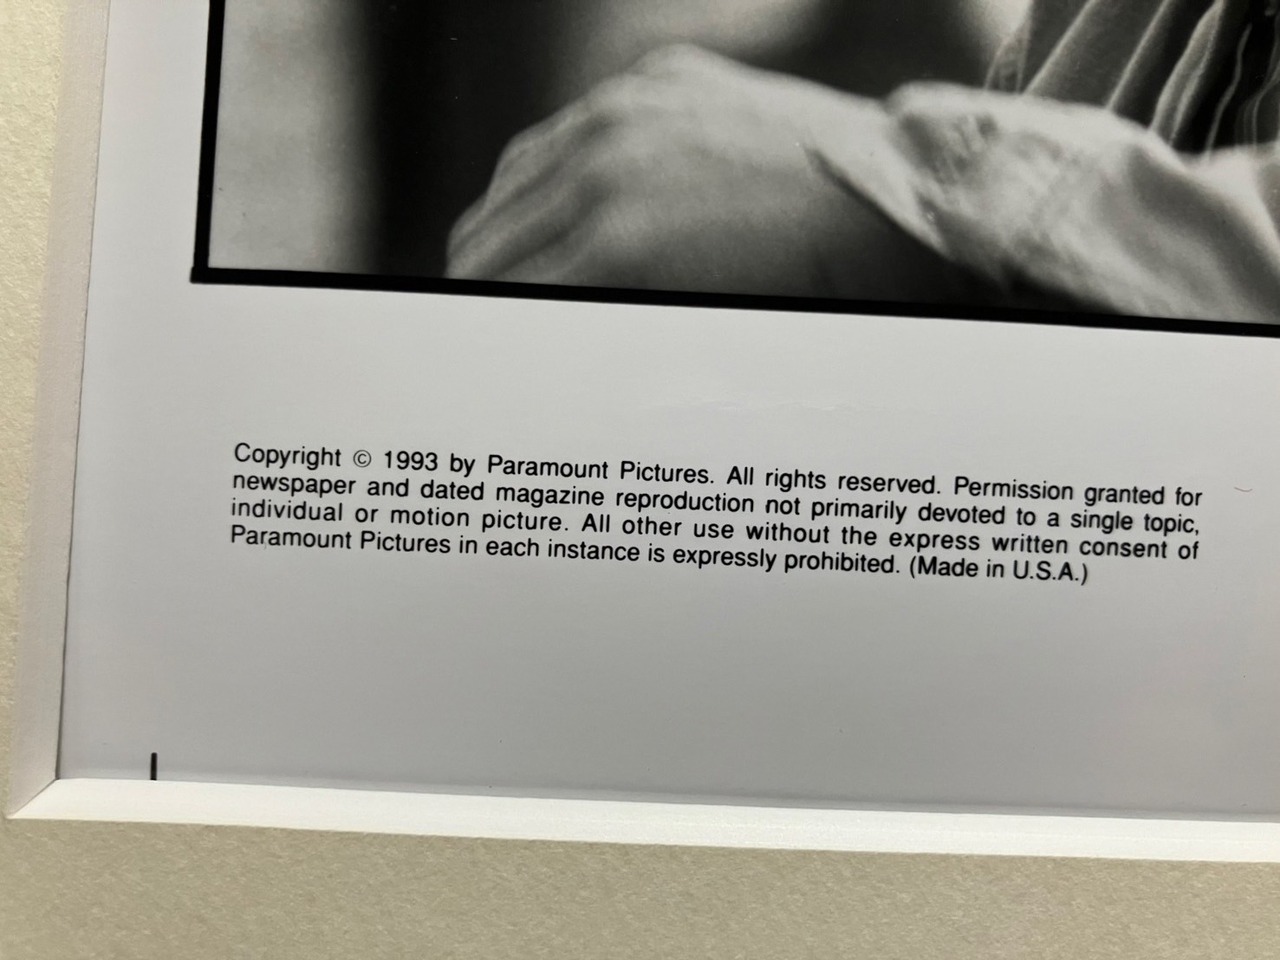 Copyright © 1993 by Paramount Pictures. All rights reserved. Permission granted for
newspaper and dated magazine reproduction not primarily devoted to a single topic,
individual or motion picture. All other use without the express written consent of
Paramount Pictures in each instance is expressly prohibited. (Made in U.S.A.)